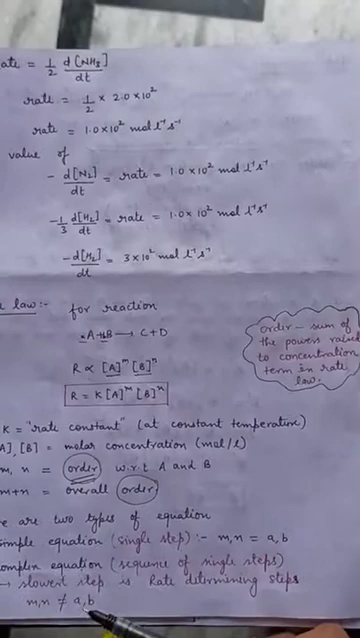 ate = 1/2 d[NH3]/dt
rate = 1/2 × 2.0×10²
rate = 1.0×10² mol l⁻¹ s⁻¹
value of
- d[N2]/dt = rate = 1.0×10² mol l⁻¹ s⁻¹
-1/3 d[H2]/dt = rate = 1.0×10² mol l⁻¹ s⁻¹
-d[H2]/dt = 3×10² mol l⁻¹ s⁻¹
law:- for reaction
aA+bB → C+D
R ∝ [A]ᵐ [B]ⁿ
R = K[A]ᵐ [B]ⁿ
order - sum of
the powers raised
to concentration
term in rate
law.
K = "rate constant" (at constant temperature)
A], [B] = molar concentration (mol/l)
m, n = order w.r.t A and B
m+n = overall order
re are two types of equation
simple equation (single step) :- m,n = a,b
omplex equation (sequence of single steps)
→ slowest step is Rate determining steps
m,n ≠ a,b